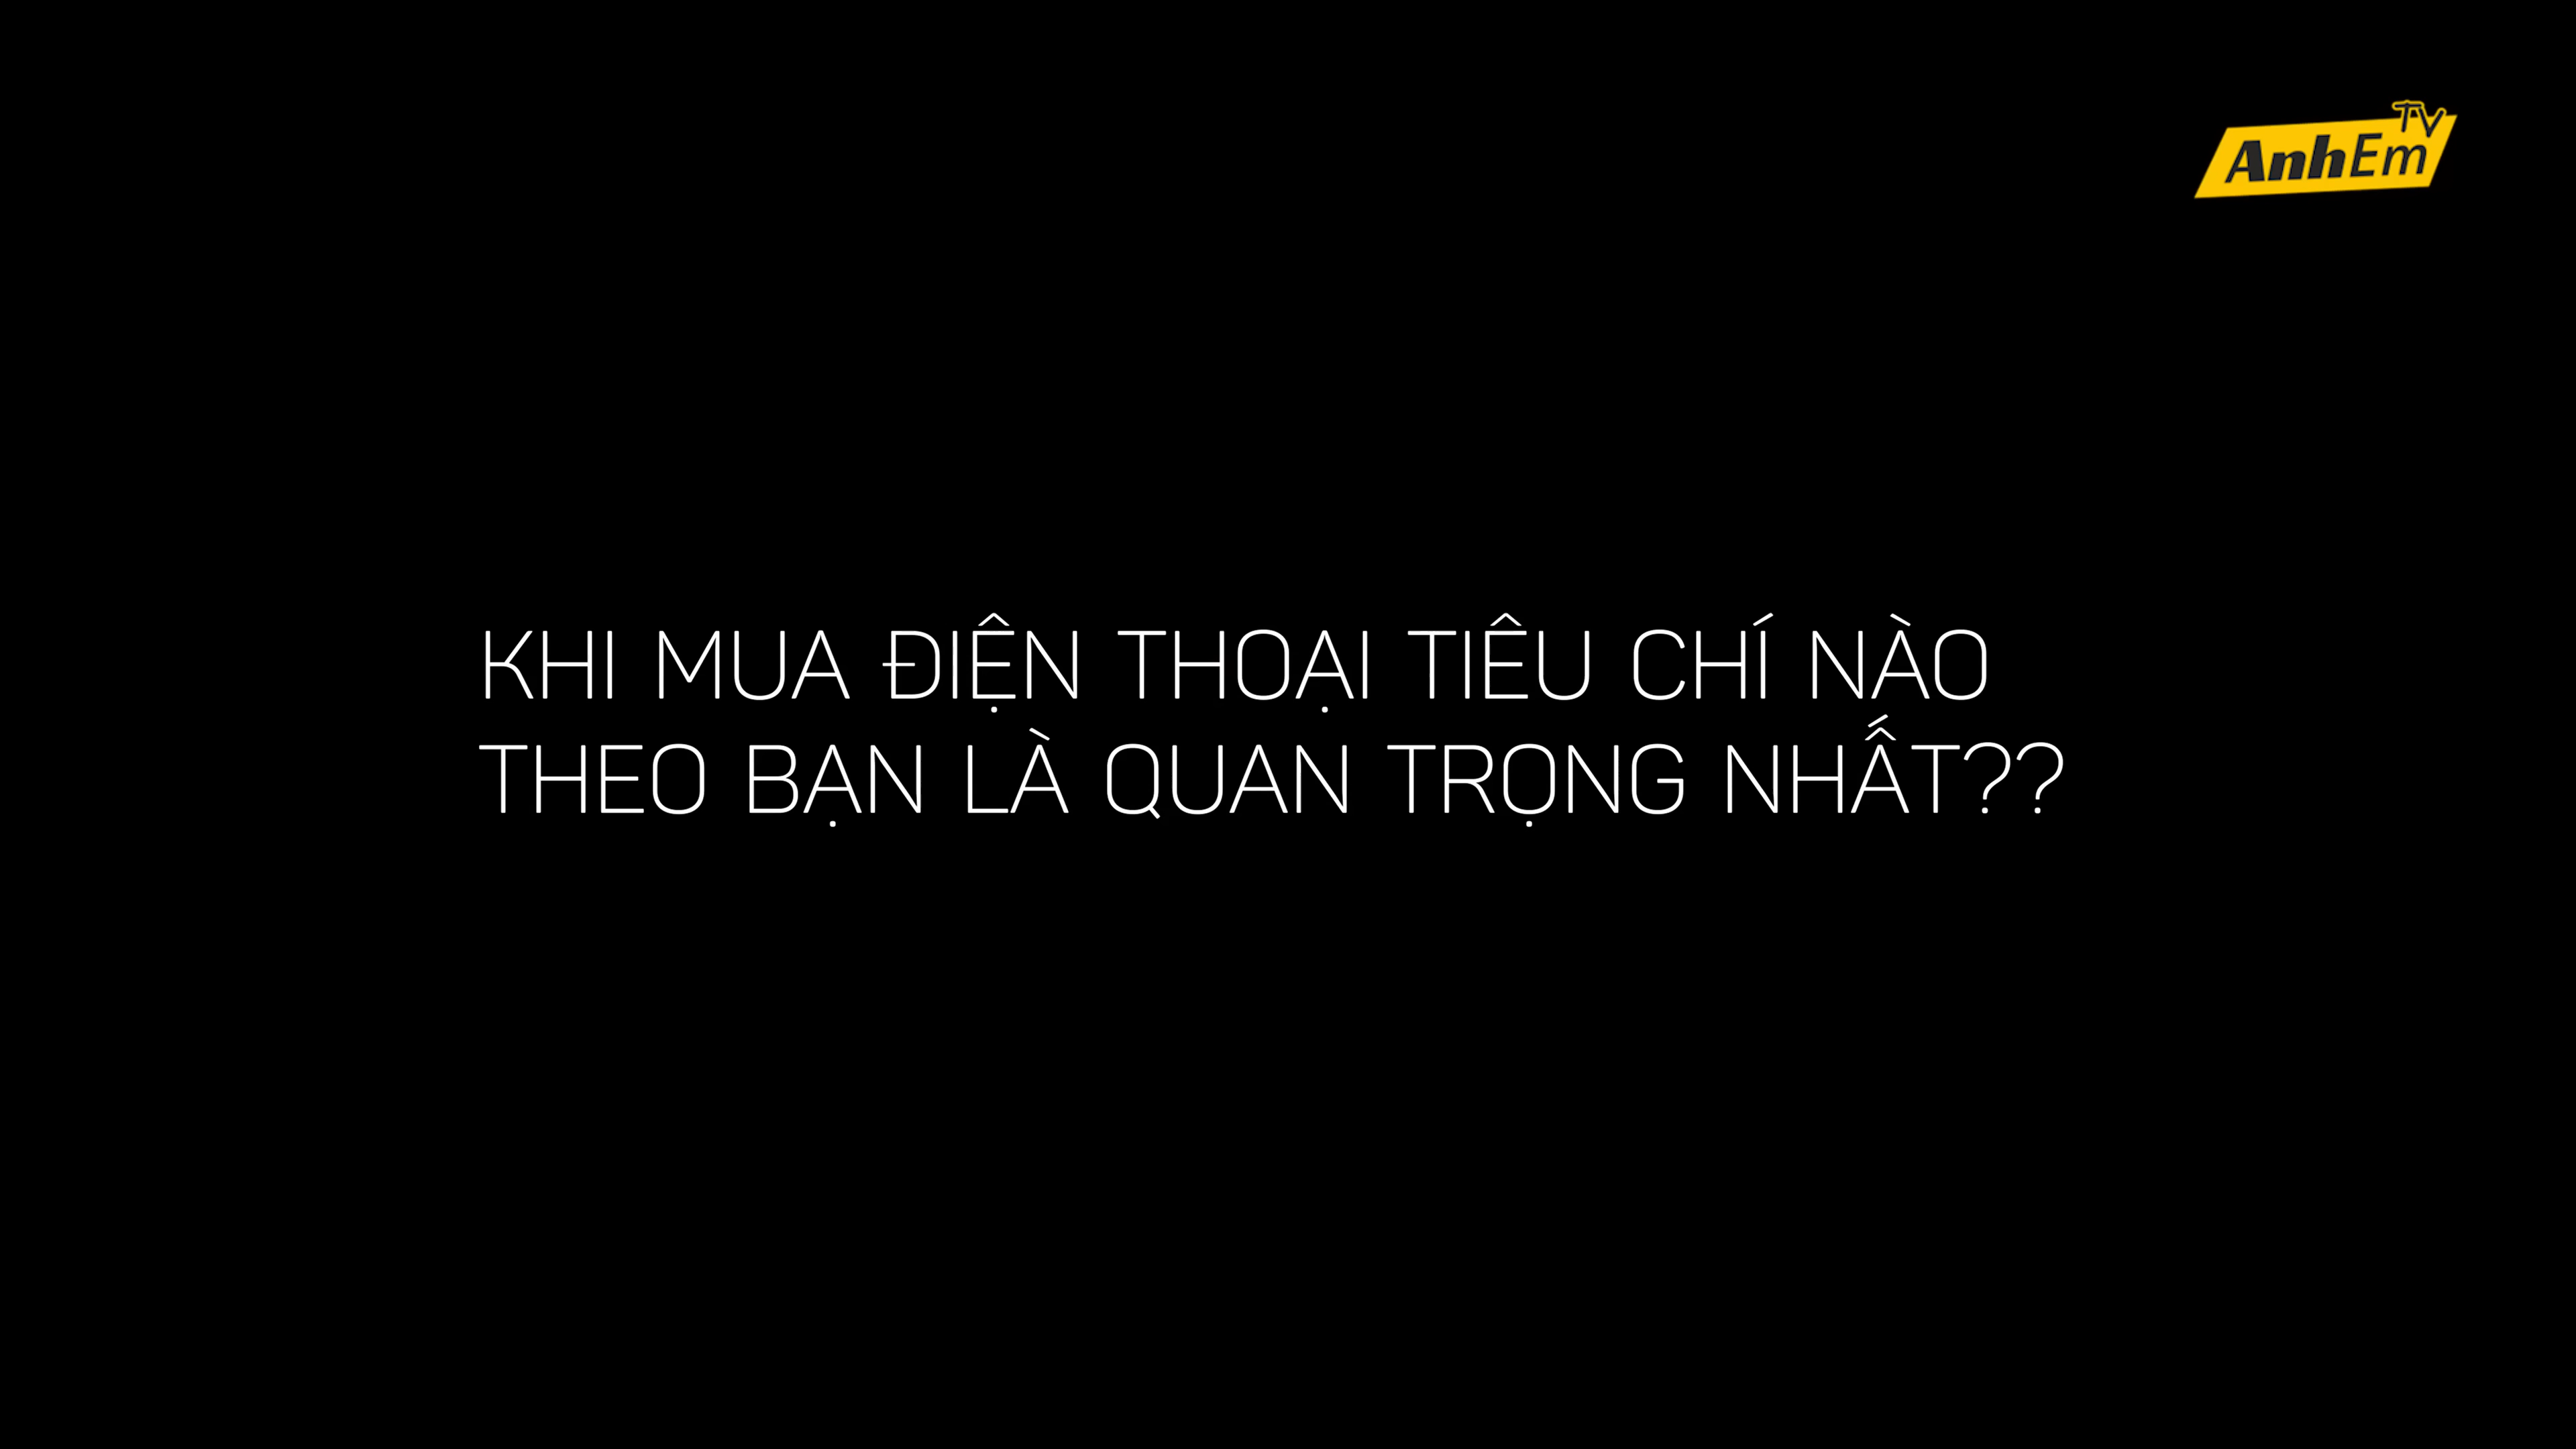 AnhEm TV
KHI MUA ĐIỆN THOẠI TIÊU CHÍ NÀO
THEO BẠN LÀ QUAN TRỌNG NHẤT??